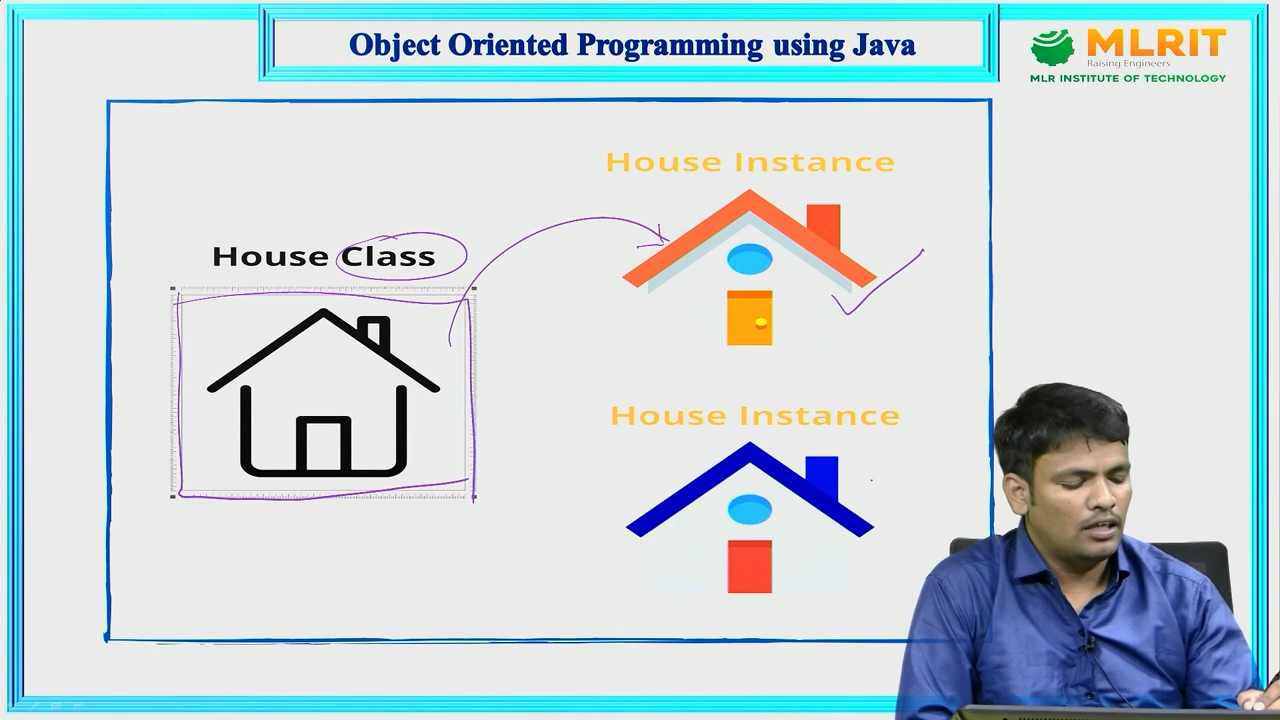 Object Oriented Programming using Java
MLRIT
Raising Engineers
MLR INSTITUTE OF TECHNOLOGY
House Instance
House Class
House Instance